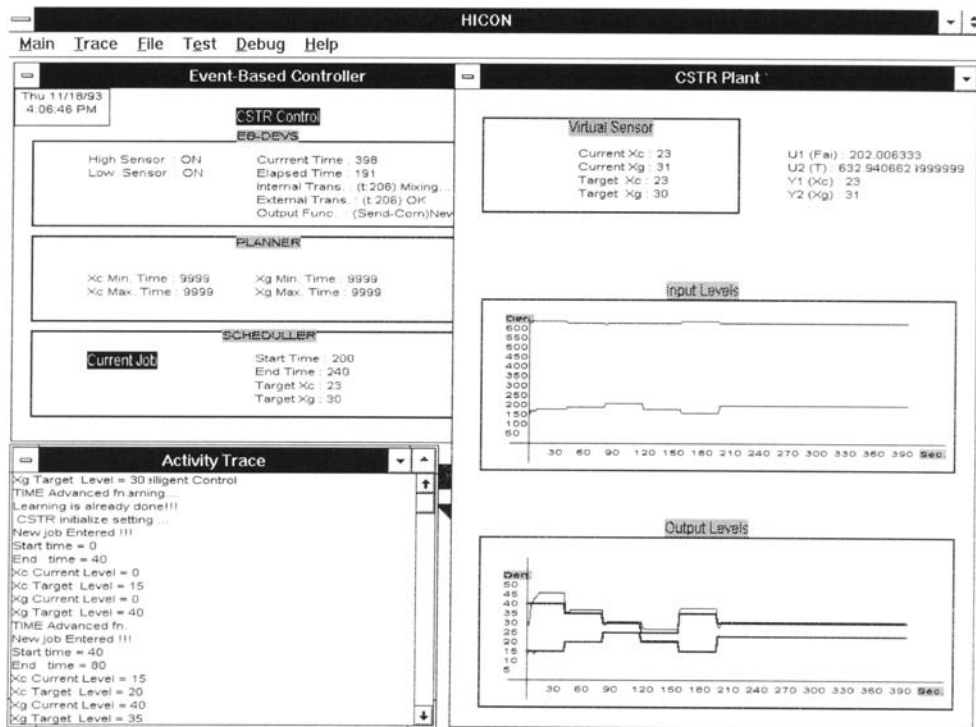 HICON
Main Trace File Test Debug Help
Event-Based Controller
Thu 11/18/93
4:06:46 PM
CSTR Control
EB-DEVS
High Sensor : ON
Low Sensor : ON
Currrent Time : 398
Elapsed Time : 191
Internal Trans. : (t:206) Mixing...
External Trans. : (t:206) OK
Output Func. : (Send-Com)New
PLANNER
Xc Min. Time : 9999
Xc Max. Time : 9999
Xg Min. Time : 9999
Xg Max. Time : 9999
SCHEDULLER
Current Job
Start Time : 200
End Time : 240
Target Xc : 23
Target Xg : 30
Activity Trace
Xg Target Level = 30 elligent Control
TIME Advanced fn.arning....
Learning is already done!!!
CSTR initialize setting ...
New job Entered !!!
Start time = 0
End time = 40
Xc Current Level = 0
Xc Target Level = 15
Xg Current Level = 0
Xg Target Level = 40
TIME Advanced fn.
New job Entered !!!
Start time = 40
End time = 80
Xc Current Level = 15
Xc Target Level = 20
Xg Current Level = 40
Xg Target Level = 35
CSTR Plant
Virtual Sensor
Current Xc : 23
Current Xg : 31
Target Xc : 23
Target Xg : 30
U1 (Fai) : 202.006333
U2 (T) : 632.940662 9999999
Y1 (Xc) : 23
Y2 (Xg) : 31
Input Levels
Den.
600
550
500
450
400
350
300
250
200
150
100
50
30 60 90 120 150 180 210 240 270 300 330 360 390 Sec.
Output Levels
Den.
50
45
40
35
30
25
20
15
10
5
30 60 90 120 150 180 210 240 270 300 330 360 390 Sec.